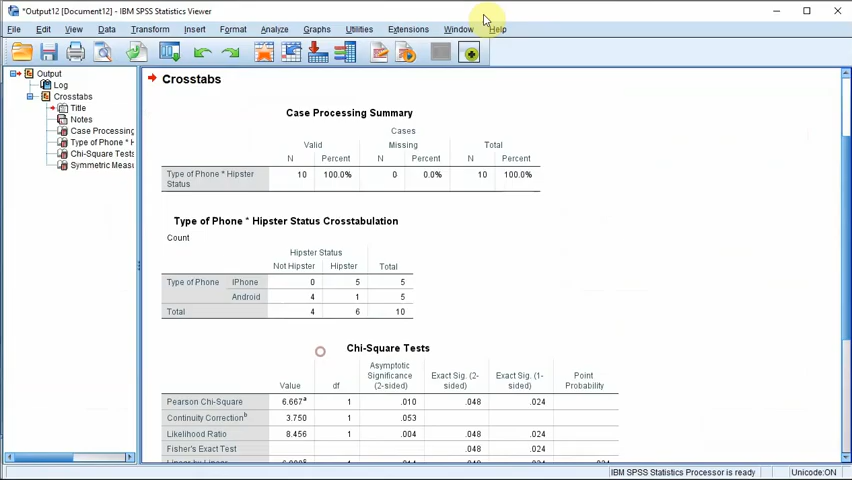 *Output12 [Document12] - IBM SPSS Statistics Viewer
File Edit View Data Transform Insert Format Analyze Graphs Utilities Extensions Window Help
Output
Log
Crosstabs
Title
Notes
Case Processing
Type of Phone * H
Chi-Square Tests
Symmetric Measu
Crosstabs
Case Processing Summary
Cases
Valid Missing Total
N Percent N Percent N Percent
Type of Phone * Hipster 10 100.0% 0 0.0% 10 100.0%
Status
Type of Phone * Hipster Status Crosstabulation
Count
Hipster Status
Not Hipster Hipster Total
Type of Phone IPhone 0 5 5
Android 4 1 5
Total 4 6 10
Chi-Square Tests
Asymptotic
Significance Exact Sig. (2- Exact Sig. (1- Point
Value df (2-sided) sided) sided) Probability
Pearson Chi-Square 6.667a 1 .010 .048 .024
Continuity Correctionb 3.750 1 .053
Likelihood Ratio 8.456 1 .004 .048 .024
Fisher's Exact Test .048 .024
IBM SPSS Statistics Processor is ready Unicode:ON